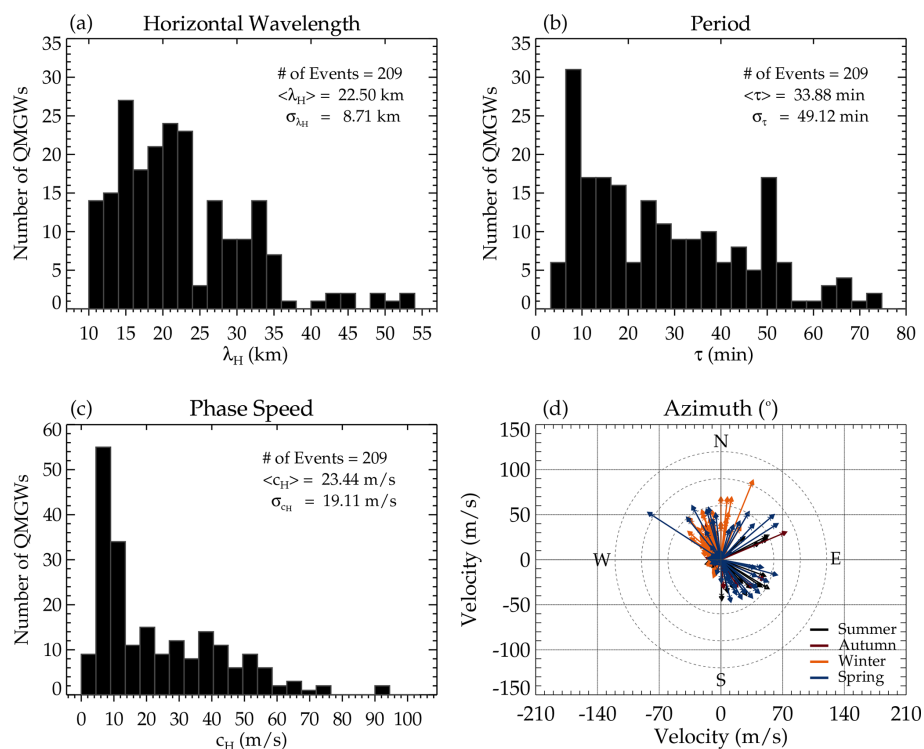 (a) Horizontal Wavelength
35
30
25
20
15
10
5
0
Number of QMGWs
# of Events = 209
<λH> = 22.50 km
σλH = 8.71 km
10 15 20 25 30 35 40 45 50 55
λH (km)
(b) Period
35
30
25
20
15
10
5
0
Number of QMGWs
# of Events = 209
<τ> = 33.88 min
στ = 49.12 min
0 10 20 30 40 50 60 70 80
τ (min)
(c) Phase Speed
60
50
40
30
20
10
0
Number of QMGWs
# of Events = 209
<cH> = 23.44 m/s
σcH = 19.11 m/s
0 10 20 30 40 50 60 70 80 90 100
cH (m/s)
(d) Azimuth (°)
150
100
50
0
-50
-100
-150
Velocity (m/s)
N
W
E
S
Summer
Autumn
Winter
Spring
-210 -140 -70 0 70 140 210
Velocity (m/s)